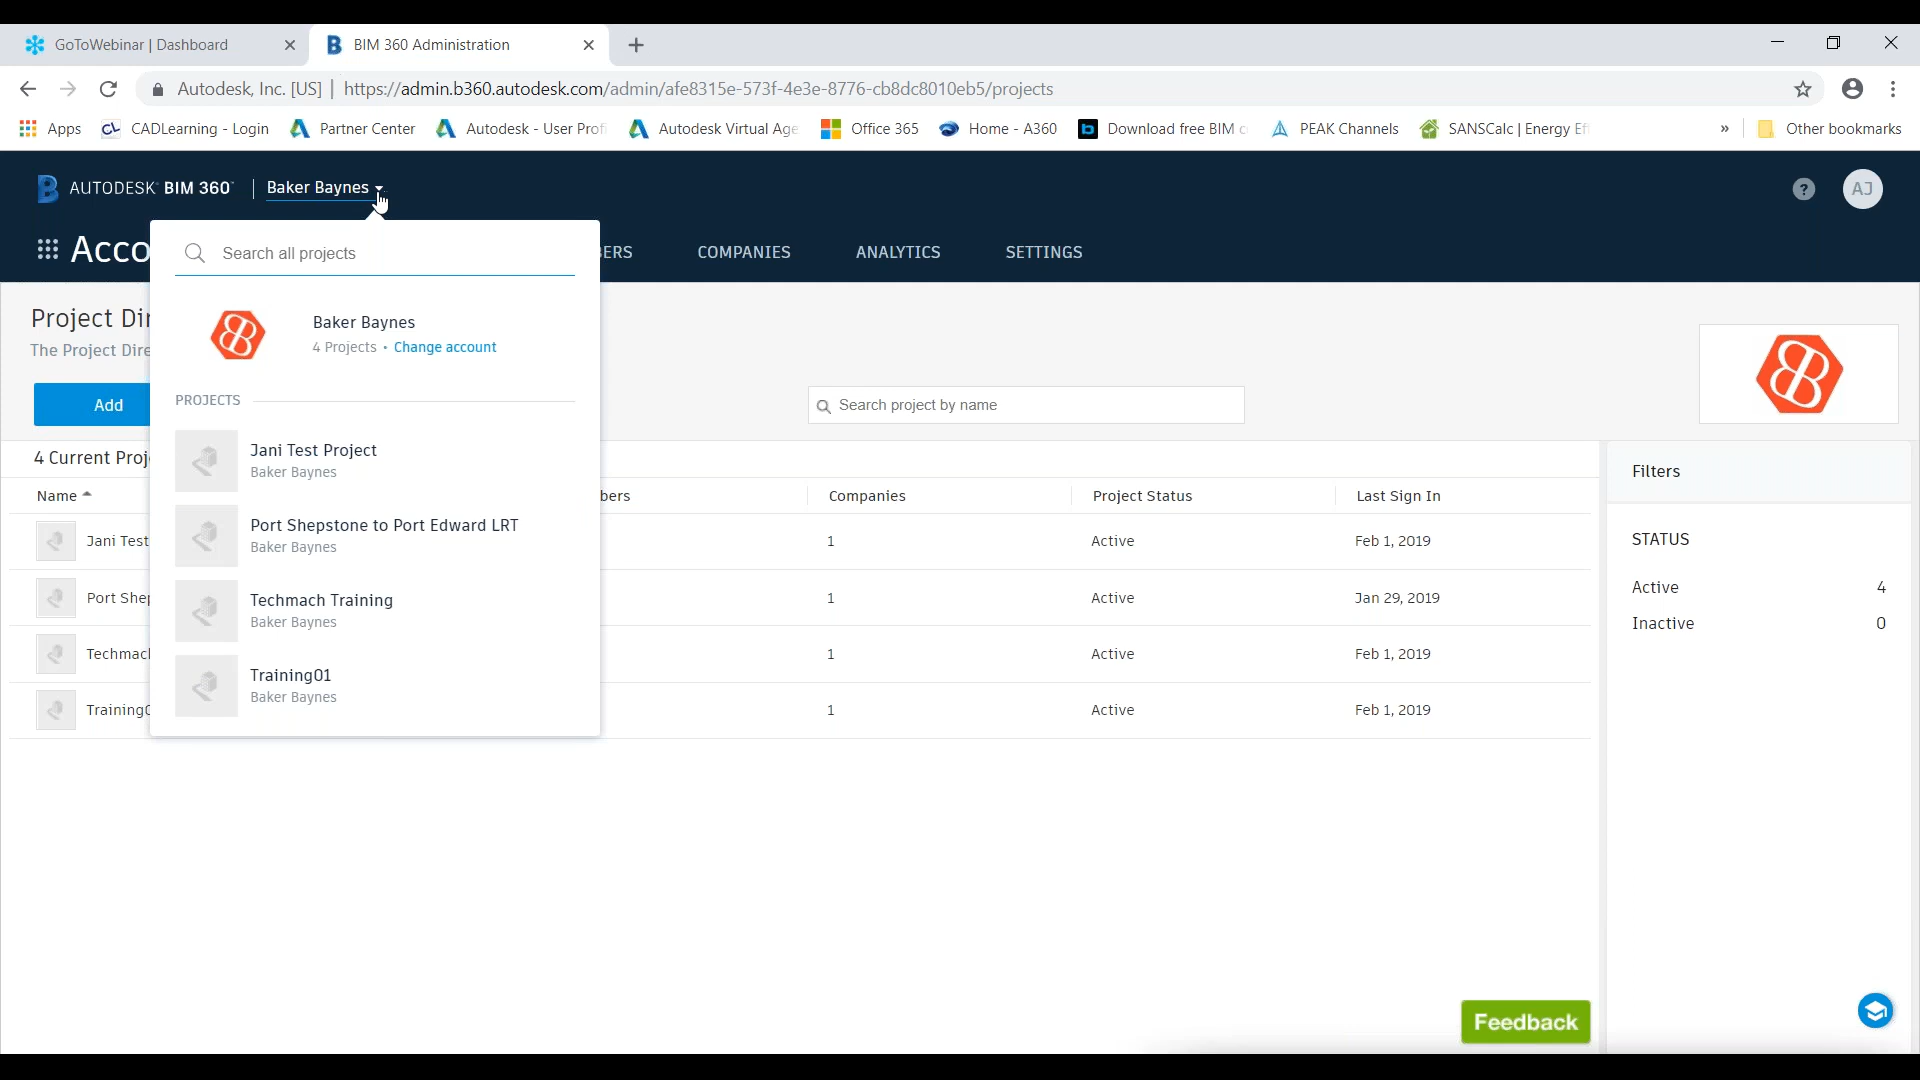 GoToWebinar | Dashboard
BIM 360 Administration
Autodesk, Inc. [US] | https://admin.b360.autodesk.com/admin/afe8315e-573f-4e3e-8776-cb8dc8010eb5/projects
Apps CADLearning - Login Partner Center Autodesk - User Prof Autodesk Virtual Age Office 365 Home - A360 Download free BIM c PEAK Channels SANSCalc | Energy Ef » Other bookmarks
AUTODESK BIM 360 Baker Baynes ? AJ
Acco BERS COMPANIES ANALYTICS SETTINGS
Search all projects
Baker Baynes
4 Projects • Change account
PROJECTS
Jani Test Project
Baker Baynes
Port Shepstone to Port Edward LRT
Baker Baynes
Techmach Training
Baker Baynes
Training01
Baker Baynes
Project Dir
The Project Dire
Add
Search project by name
4 Current Proj
Name bers Companies Project Status Last Sign In
Jani Test 1 Active Feb 1, 2019
Port Shep 1 Active Jan 29, 2019
Techmac 1 Active Feb 1, 2019
Training 1 Active Feb 1, 2019
Filters
STATUS
Active 4
Inactive 0
Feedback